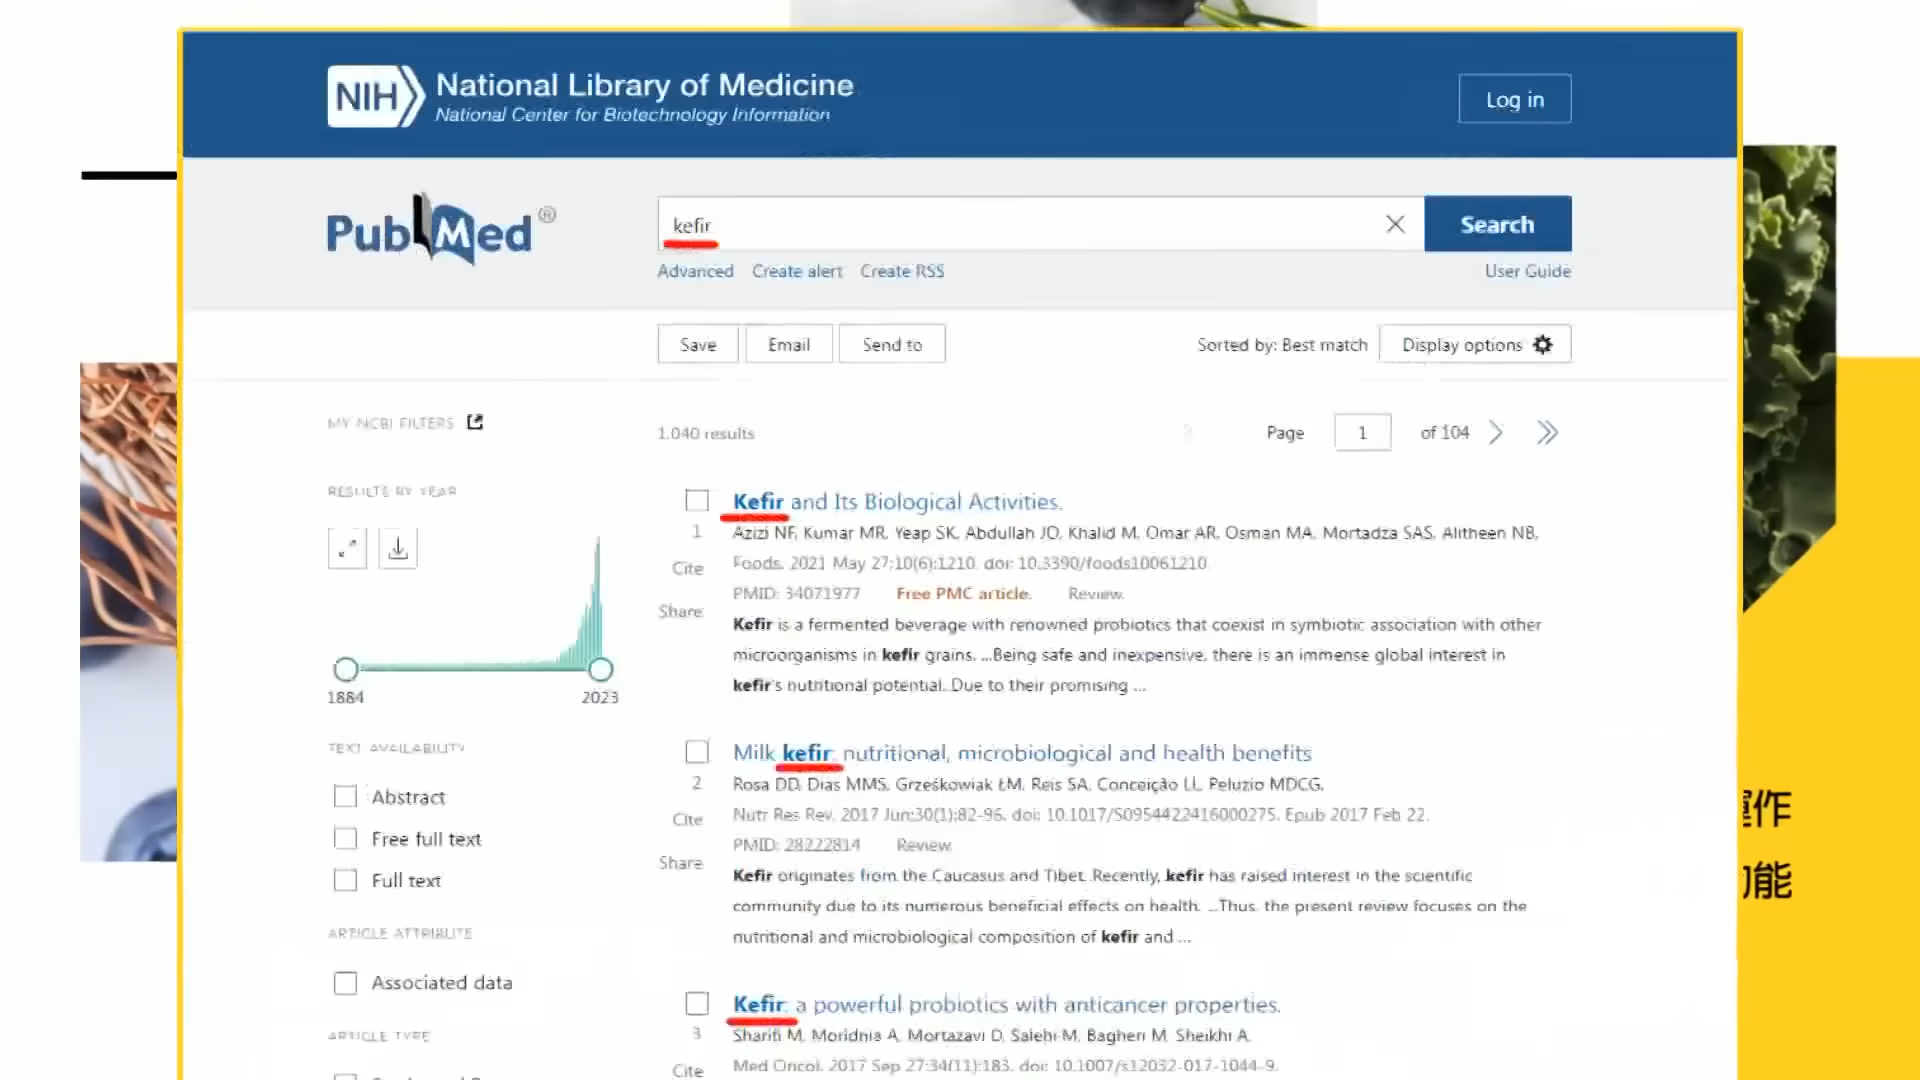 NIH National Library of Medicine
National Center for Biotechnology Information
Log in
PubMed®
kefir
Search
Advanced Create alert Create RSS
User Guide
Save Email Send to
Sorted by: Best match
Display options
MY NCBI FILTERS
1,040 results
Page 1 of 104
RESULTS BY YEAR
1884 2023
TEXT AVAILABILITY
Abstract
Free full text
Full text
ARTICLE ATTRIBUTE
Associated data
ARTICLE TYPE
Kefir and Its Biological Activities.
1
Azizi NF, Kumar MR, Yeap SK, Abdullah JO, Khalid M, Omar AR, Osman MA, Mortadza SAS, Alitheen NB.
Cite
Foods. 2021 May 27;10(6):1210. doi: 10.3390/foods10061210
PMID: 34071977 Free PMC article. Review.
Share
Kefir is a fermented beverage with renowned probiotics that coexist in symbiotic association with other
microorganisms in kefir grains. ...Being safe and inexpensive, there is an immense global interest in
kefir's nutritional potential. Due to their promising ...
Milk kefir: nutritional, microbiological and health benefits
2
Rosa DD, Dias MMS, Grześkowiak ŁM, Reis SA, Conceição LL, Peluzio MDCG.
Cite
Nutr Res Rev. 2017 Jun;30(1):82-96. doi: 10.1017/S0954422416000275. Epub 2017 Feb 22.
PMID: 28222814 Review.
Share
Kefir originates from the Caucasus and Tibet. Recently, kefir has raised interest in the scientific
community due to its numerous beneficial effects on health. ...Thus, the present review focuses on the
nutritional and microbiological composition of kefir and ...
Kefir: a powerful probiotics with anticancer properties.
3
Sharifi M, Moridnia A, Mortazavi D, Salehi M, Bagheri M, Sheikhi A.
Cite
Med Oncol. 2017 Sep 27;34(11):183. doi: 10.1007/s12032-017-1044-9.
作
能